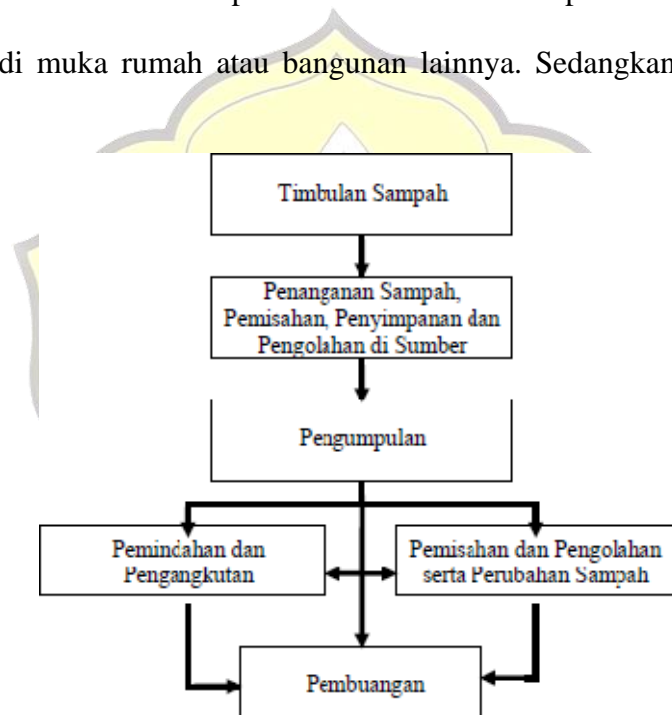 di muka rumah atau bangunan lainnya. Sedangkan
Timbulan Sampah
Penanganan Sampah,
Pemisahan, Penyimpanan dan
Pengolahan di Sumber
Pengumpulan
Pemindahan dan
Pengangkutan
Pemisahan dan Pengolahan
serta Perubahan Sampah
Pembuangan